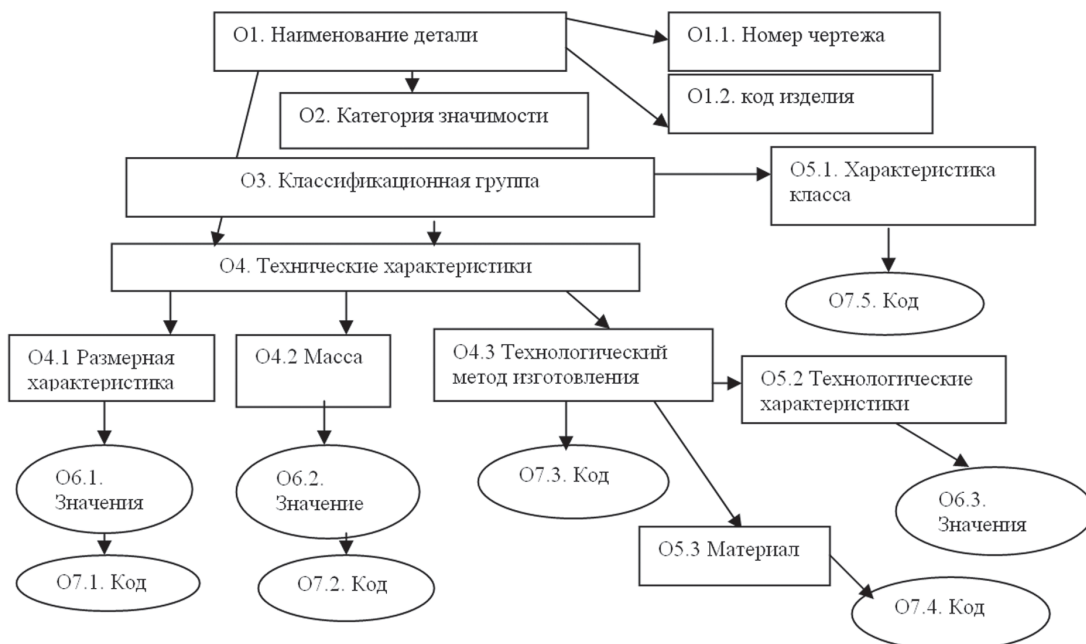 О1. Наименование детали
О1.1. Номер чертежа
О1.2. код изделия
О2. Категория значимости
О3. Классификационная группа
О5.1. Характеристика
класса
О4. Технические характеристики
О7.5. Код
О4.1 Размерная
характеристика
О4.2 Масса
О4.3 Технологический
метод изготовления
О5.2 Технологические
характеристики
О6.1.
Значения
О6.2.
Значение
О7.3. Код
О6.3.
Значения
О5.3 Материал
О7.1. Код
О7.2. Код
О7.4. Код